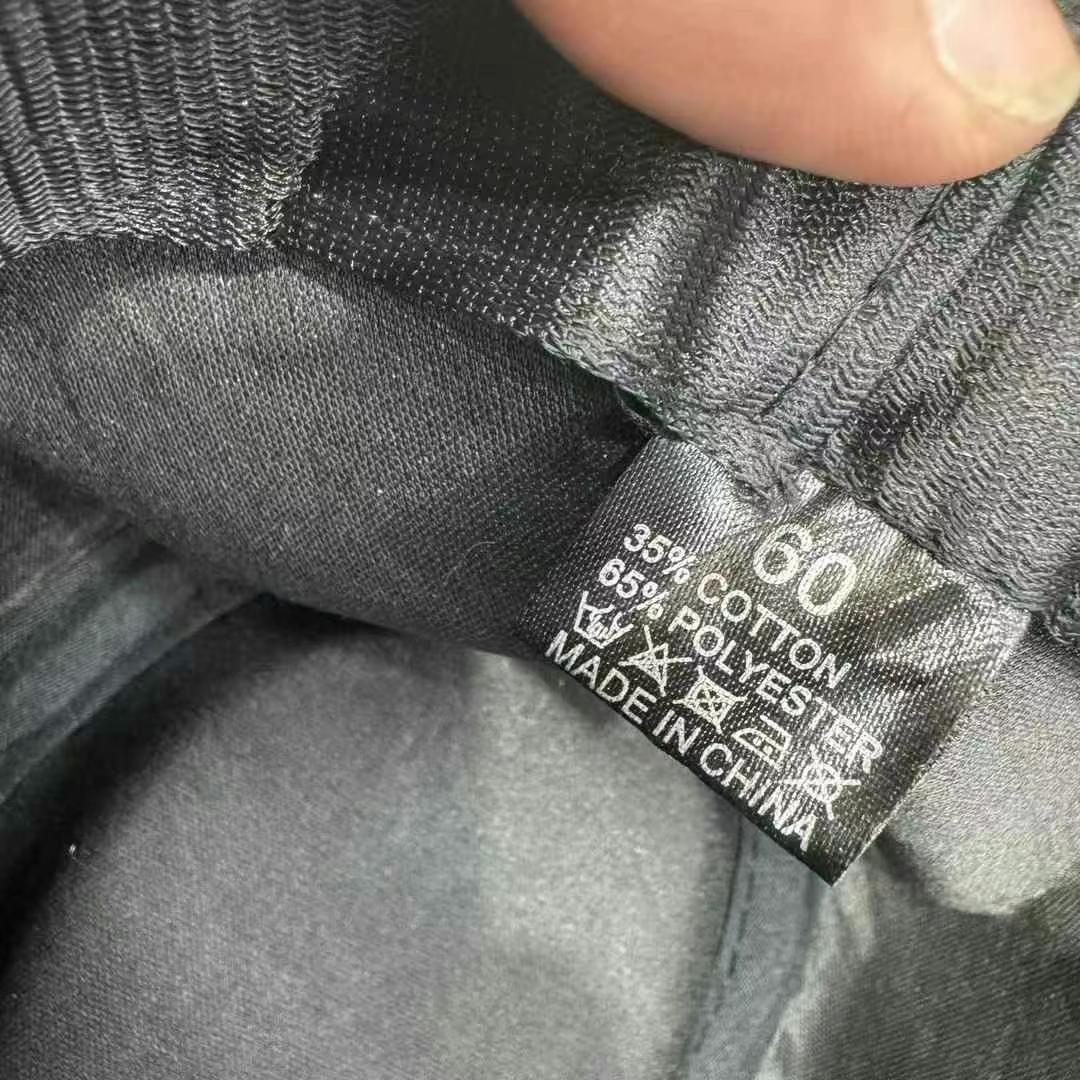 60
35% COTTON
65% POLYESTER
MADE IN CHINA